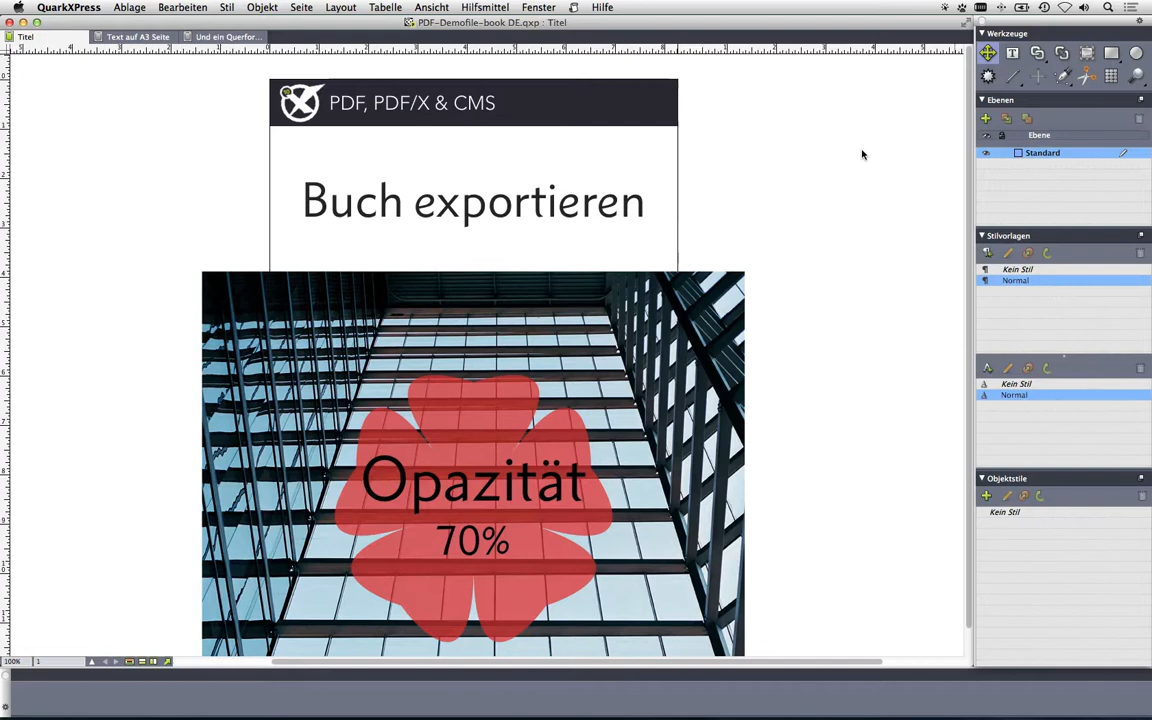 QuarkXPress Ablage Bearbeiten Stil Objekt Seite Layout Tabelle Ansicht Hilfsmittel Fenster Hilfe
PDF-Demofile-book DE.qxp : Titel
Titel Text auf A3 Seite Und ein Querfor...
PDF, PDF/X & CMS
Buch exportieren
Opazität
70%
100% 1
Werkzeuge
Ebenen
Ebene
Standard
Stilvorlagen
Kein Stil
Normal
Kein Stil
Normal
Objektstile
Kein Stil